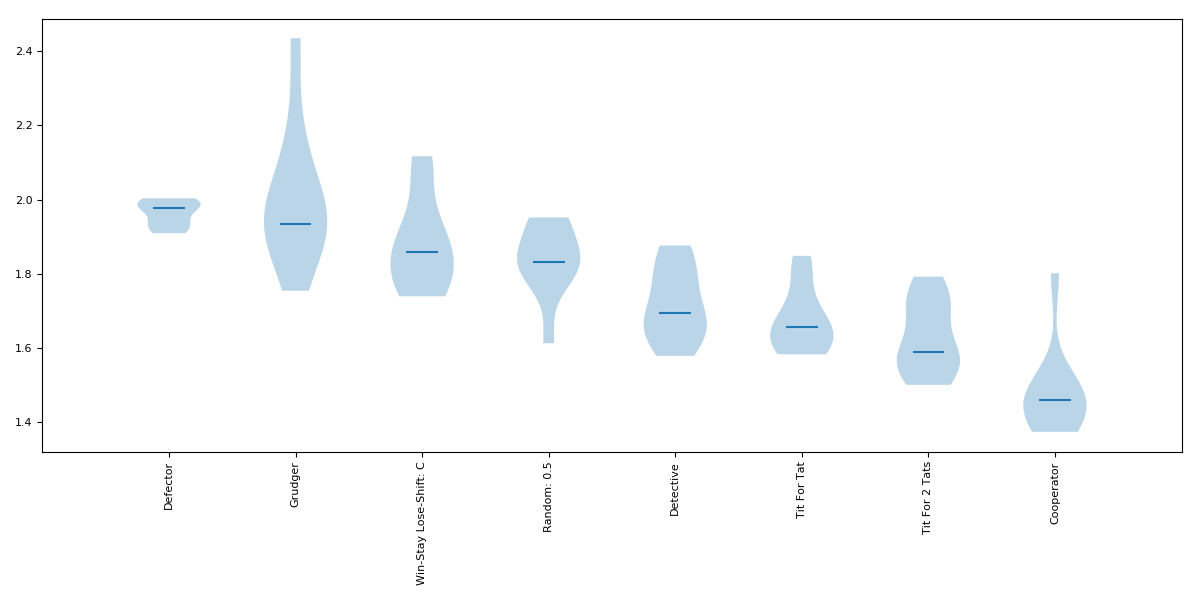 2.4
2.2
2.0
1.8
1.6
1.4
Defector
Grudger
Win-Stay Lose-Shift: C
Random: 0.5
Detective
Tit For Tat
Tit For 2 Tats
Cooperator